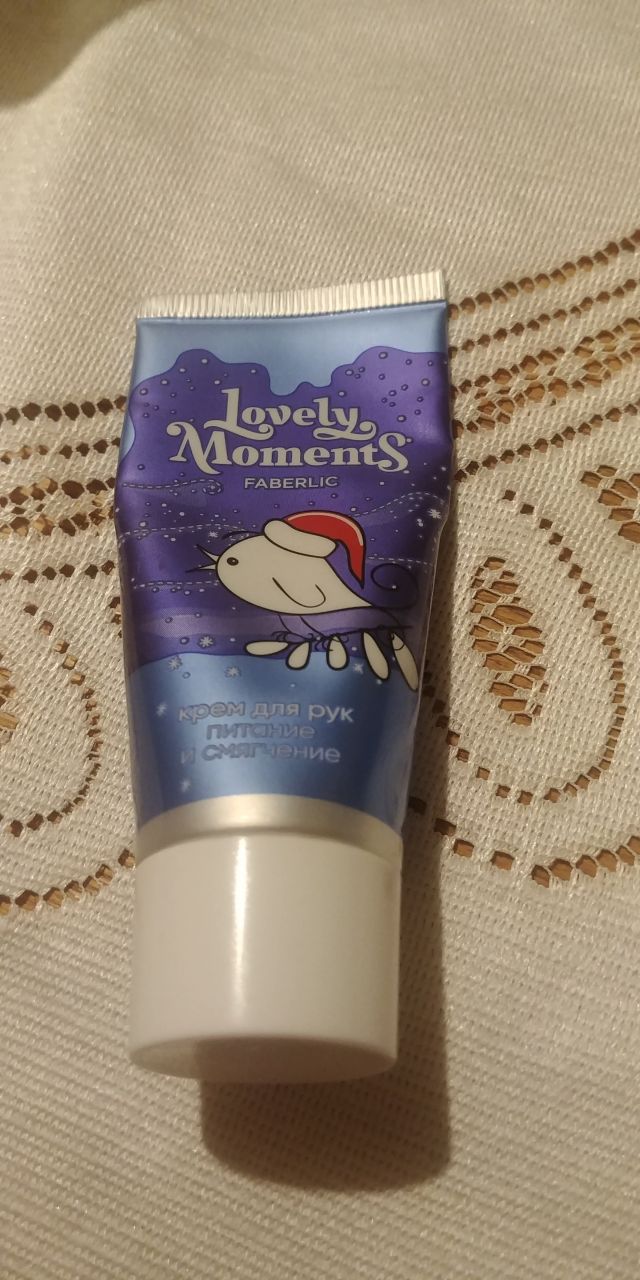 Lovely
Moments
FABERLIC
крем для рук
питание
и смягчение